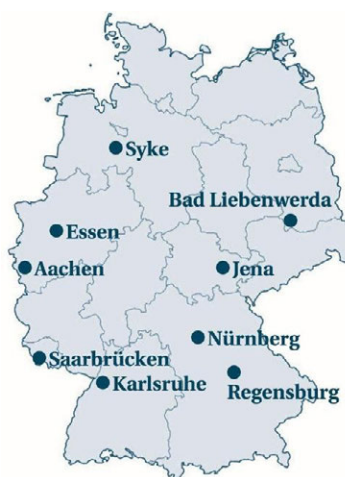 Syke
Bad Liebenwerda
Essen
Aachen
Jena
Nürnberg
Saarbrücken
Karlsruhe
Regensburg